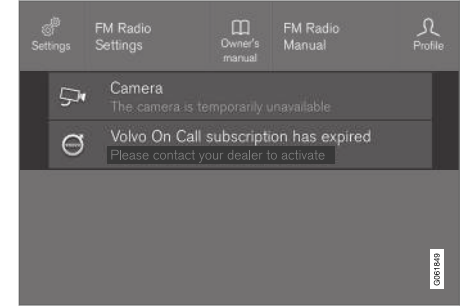 FM Radio
Settings
Settings
Owner's
manual
FM Radio
Manual
Profile
Camera
The camera is temporarily unavailable
Volvo On Call subscription has expired
Please contact your dealer to activate
G061849